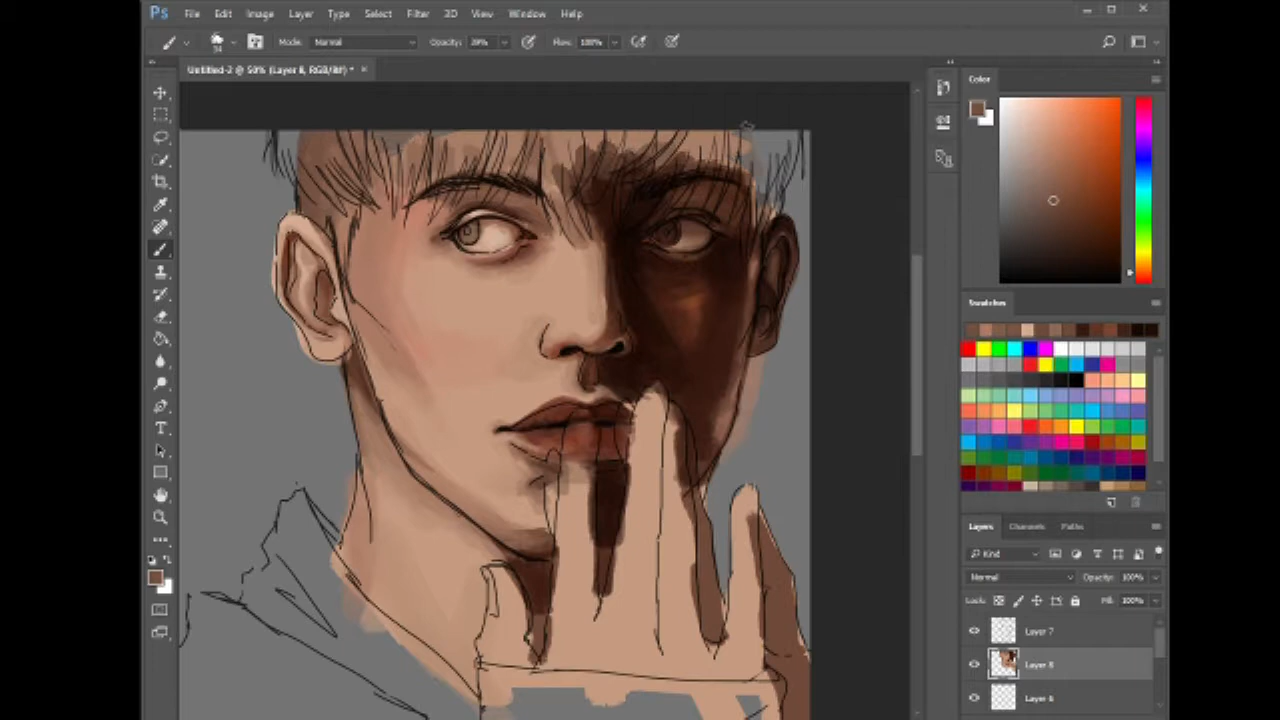 Ps File Edit Image Layer Type Select Filter 3D View Window Help
Mode: Normal Opacity: Flow: 100%
Untitled-2 @ 50% (Layer 8, RGB/8#) *
Color
Swatches
Layers Channels Paths
Kind
Normal Opacity: 100%
Lock: Fill: 100%
Layer 7
Layer 8
Layer 6